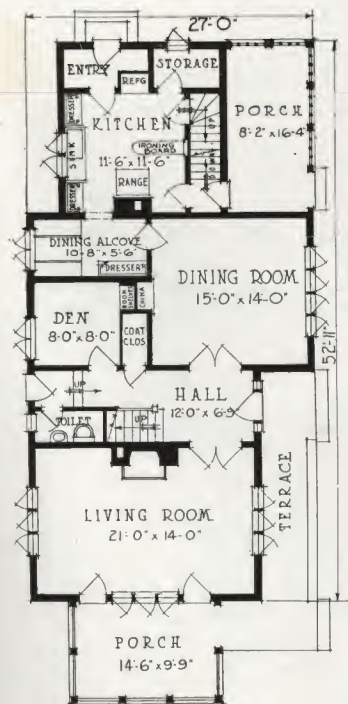 27'-0"
ENTRY
REFG
STORAGE
DRESSER
KITCHEN
11'-6" x 11'-6"
SINK
IRONING BOARD
UP
DOWN
PORCH
8'-2" x 16'-4"
DRESSER
RANGE
DINING ALCOVE
10'-8" x 5'-6"
DRESSER
DINING ROOM
15'-0" x 14'-0"
52'-11"
DEN
8'-0" x 8'-0"
BOOK SHELVES
CHINA
COAT CLOS
HALL
12'-0" x 6'-9"
UP
UP
TOILET
TERRACE
LIVING ROOM
21'-0" x 14'-0"
PORCH
14'-6" x 9'-9"